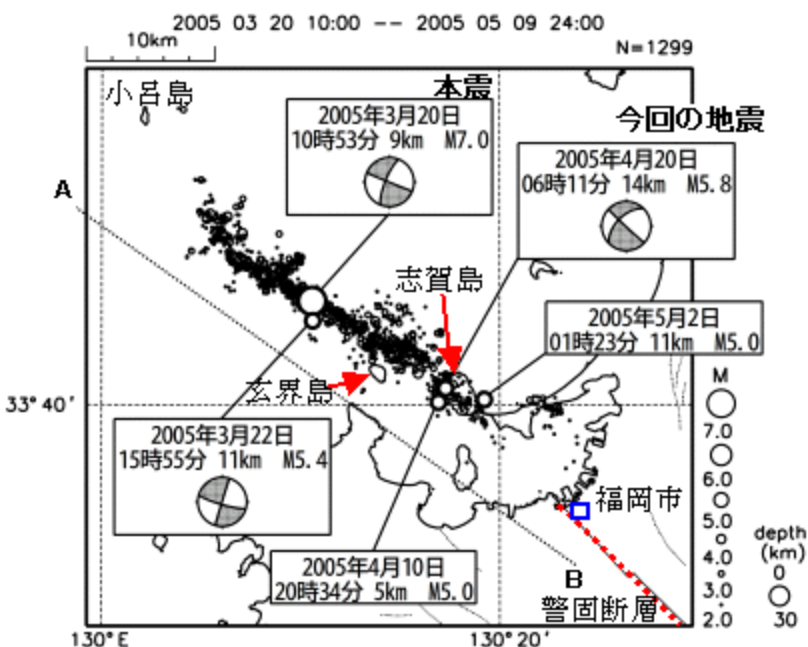 2005 03 20 10:00 -- 2005 05 09 24:00
10km
N=1299
小呂島
本震
2005年3月20日
10時53分 9km M7.0
今回の地震
2005年4月20日
06時11分 14km M5.8
A
志賀島
2005年5月2日
01時23分 11km M5.0
玄界島
33°40'
2005年3月22日
15時55分 11km M5.4
M
7.0
6.0
5.0
4.0
3.0
2.0
福岡市
depth
(km)
0
30
2005年4月10日
20時34分 5km M5.0
B
警固断層
130°E
130°20'